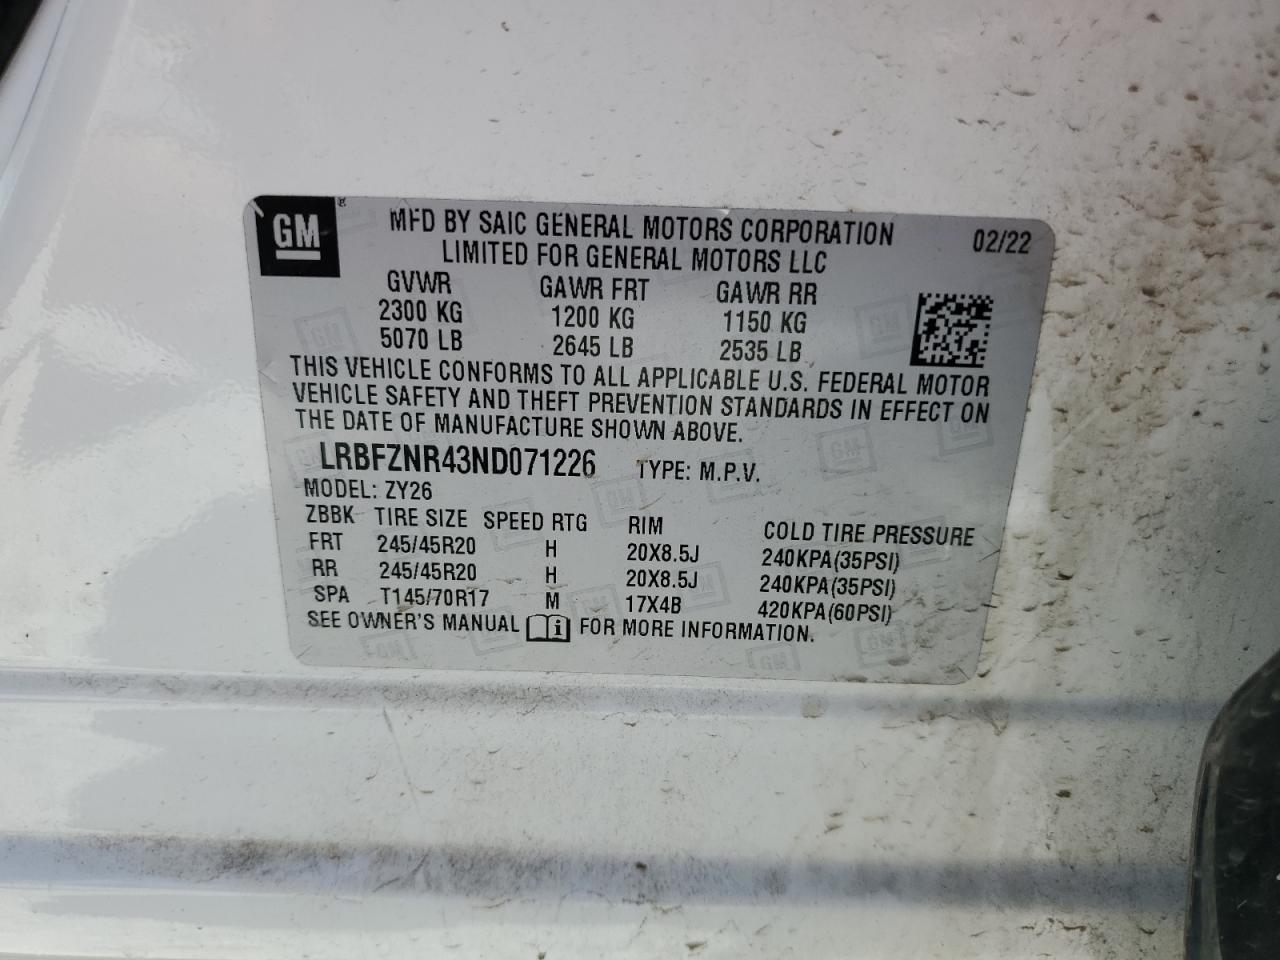 GM ®
MFD BY SAIC GENERAL MOTORS CORPORATION 02/22
LIMITED FOR GENERAL MOTORS LLC
GVWR GAWR FRT GAWR RR
2300 KG 1200 KG 1150 KG
5070 LB 2645 LB 2535 LB
THIS VEHICLE CONFORMS TO ALL APPLICABLE U.S. FEDERAL MOTOR
VEHICLE SAFETY AND THEFT PREVENTION STANDARDS IN EFFECT ON
THE DATE OF MANUFACTURE SHOWN ABOVE.
LRBFZNR43ND071226 TYPE: M.P.V.
MODEL: ZY26
ZBBK TIRE SIZE SPEED RTG RIM COLD TIRE PRESSURE
FRT 245/45R20 H 20X8.5J 240KPA(35PSI)
RR 245/45R20 H 20X8.5J 240KPA(35PSI)
SPA T145/70R17 M 17X4B 420KPA(60PSI)
SEE OWNER'S MANUAL i FOR MORE INFORMATION.